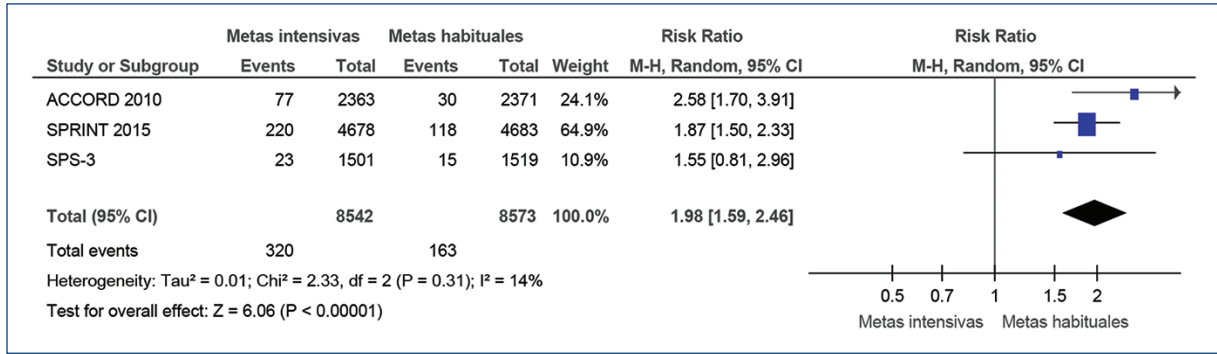 Metas intensivas Metas habituales Risk Ratio Risk Ratio
Study or Subgroup Events Total Events Total Weight M-H, Random, 95% CI M-H, Random, 95% CI
ACCORD 2010 77 2363 30 2371 24.1% 2.58 [1.70, 3.91]
SPRINT 2015 220 4678 118 4683 64.9% 1.87 [1.50, 2.33]
SPS-3 23 1501 15 1519 10.9% 1.55 [0.81, 2.96]
Total (95% CI) 8542 8573 100.0% 1.98 [1.59, 2.46]
Total events 320 163
Heterogeneity: Tau² = 0.01; Chi² = 2.33, df = 2 (P = 0.31); I² = 14%
Test for overall effect: Z = 6.06 (P < 0.00001)
0.5 0.7 1 1.5 2
Metas intensivas Metas habituales